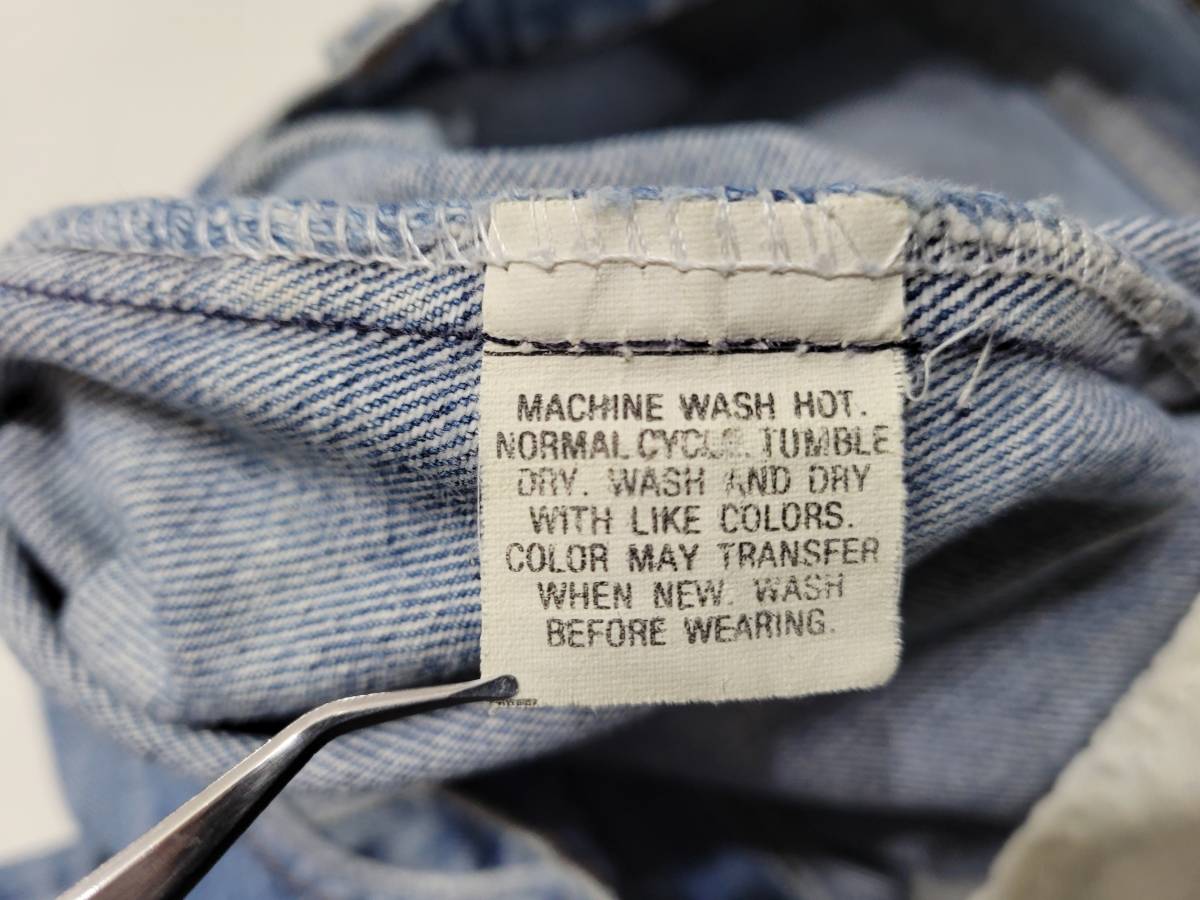 MACHINE WASH HOT.
NORMAL CYCLE. TUMBLE
DRY. WASH AND DRY
WITH LIKE COLORS.
COLOR MAY TRANSFER
WHEN NEW. WASH
BEFORE WEARING.